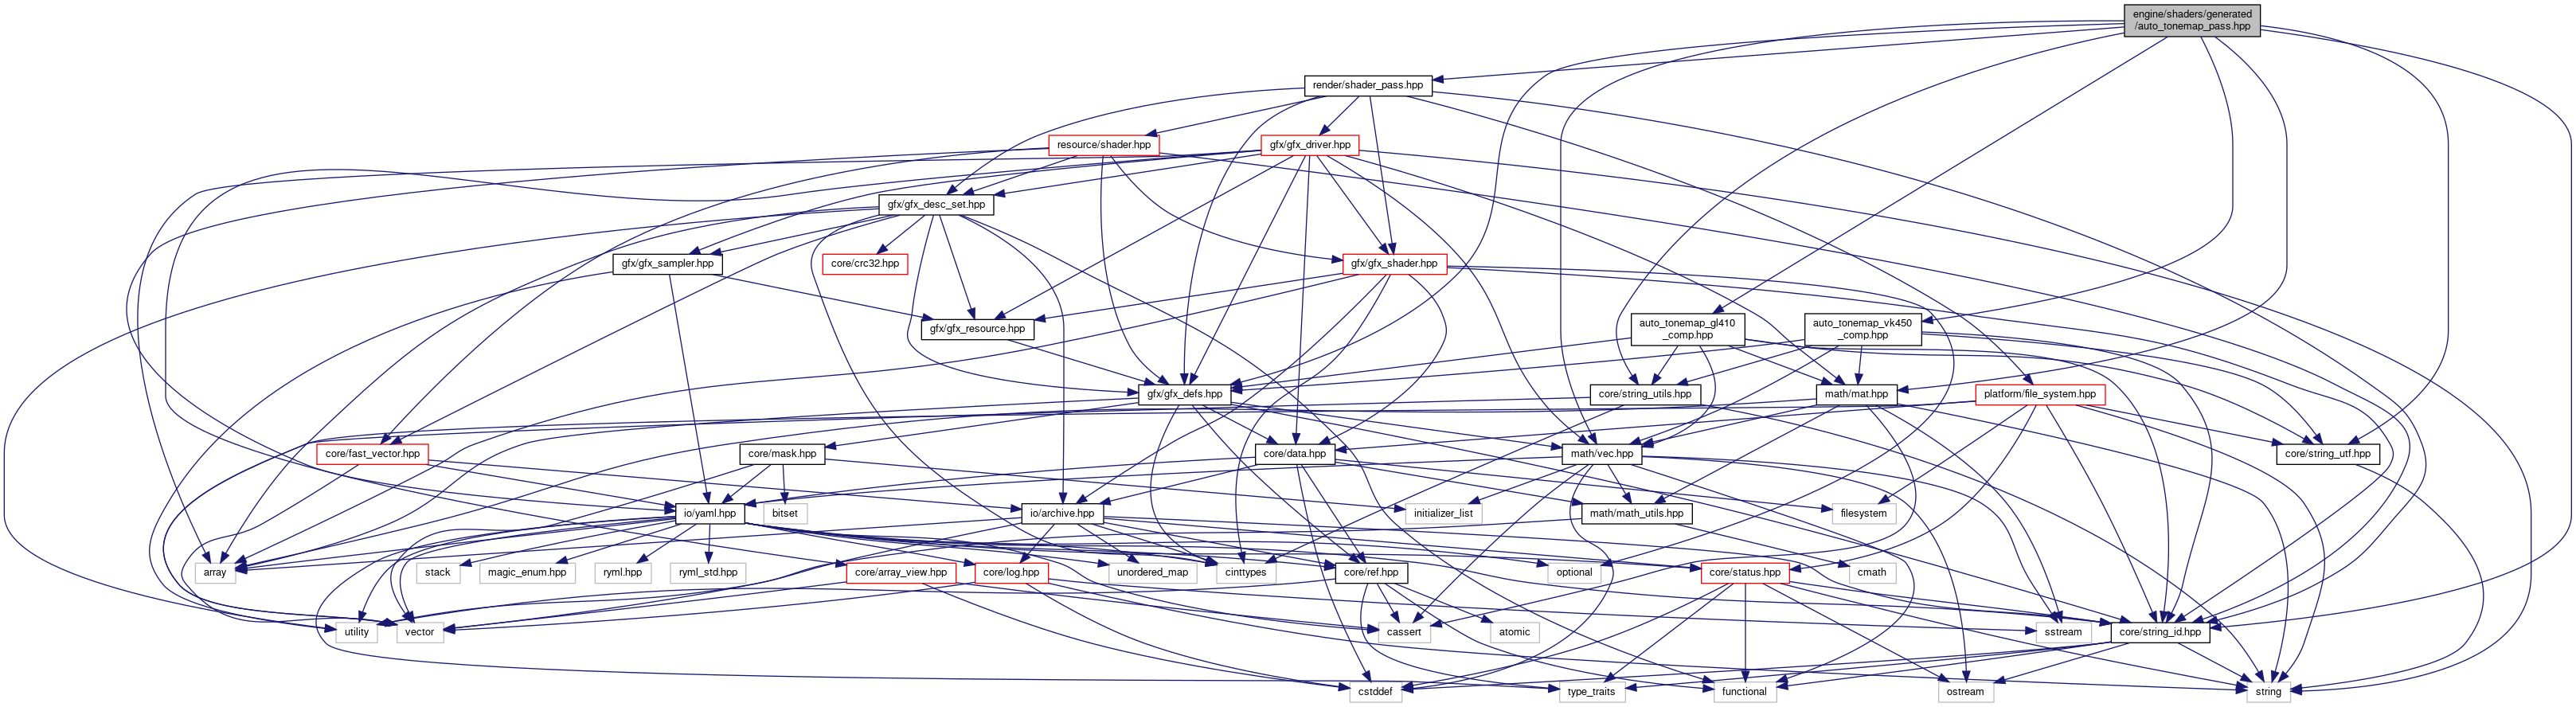 engine/shaders/generated
/auto_tonemap_pass.hpp
render/shader_pass.hpp
resource/shader.hpp
gfx/gfx_driver.hpp
gfx/gfx_desc_set.hpp
gfx/gfx_sampler.hpp
core/crc32.hpp
gfx/gfx_shader.hpp
gfx/gfx_resource.hpp
auto_tonemap_gl410
_comp.hpp
auto_tonemap_vk450
_comp.hpp
gfx/gfx_defs.hpp
core/string_utils.hpp
math/mat.hpp
platform/file_system.hpp
core/fast_vector.hpp
core/mask.hpp
core/data.hpp
math/vec.hpp
core/string_utf.hpp
io/yaml.hpp
bitset
io/archive.hpp
initializer_list
math/math_utils.hpp
filesystem
array
stack
magic_enum.hpp
ryml.hpp
ryml_std.hpp
core/array_view.hpp
core/log.hpp
unordered_map
cinttypes
core/ref.hpp
optional
core/status.hpp
cmath
utility
vector
cassert
atomic
sstream
core/string_id.hpp
cstddef
type_traits
functional
ostream
string